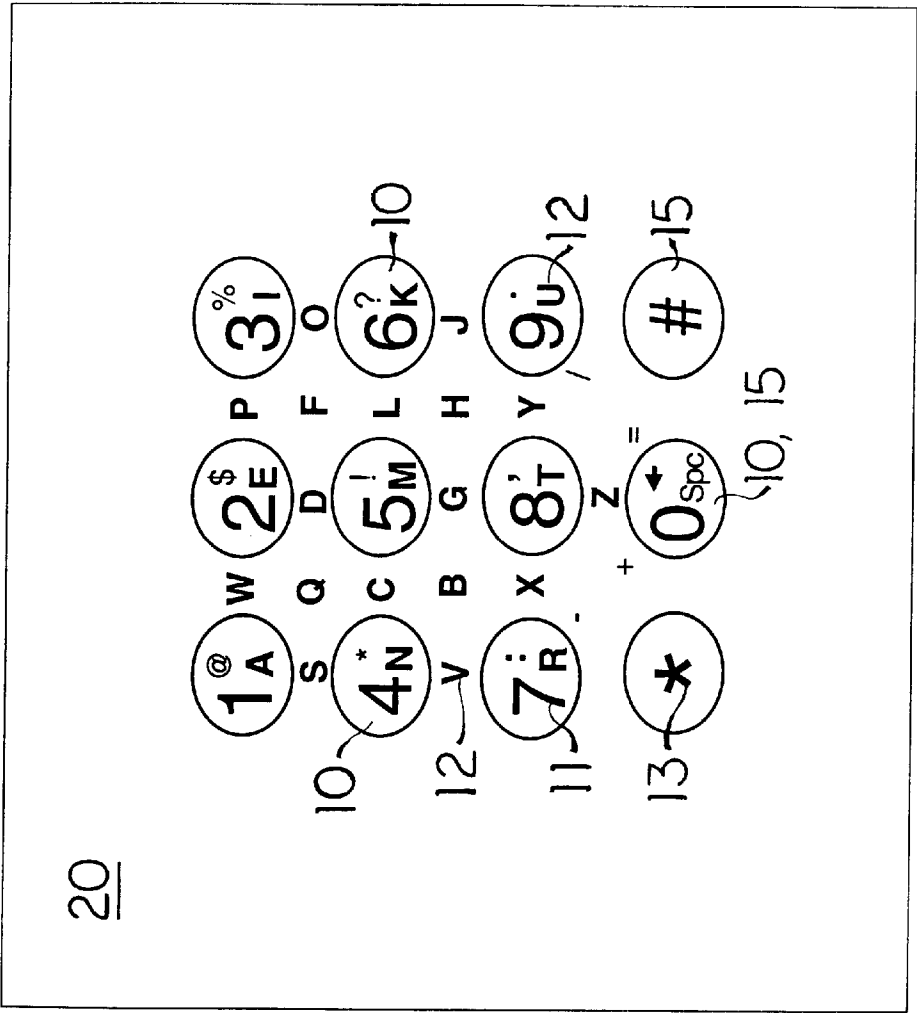 20
1 @ A W 2 $ E P 3 % I
S Q D F O
10 4 * N C 5 ! M L 6 ? K 10
12 V B G H J
11 7 : R X 8 ' T Y 9 . U 12
- Z /
+ =
13 * 0 Spc # 15
10, 15